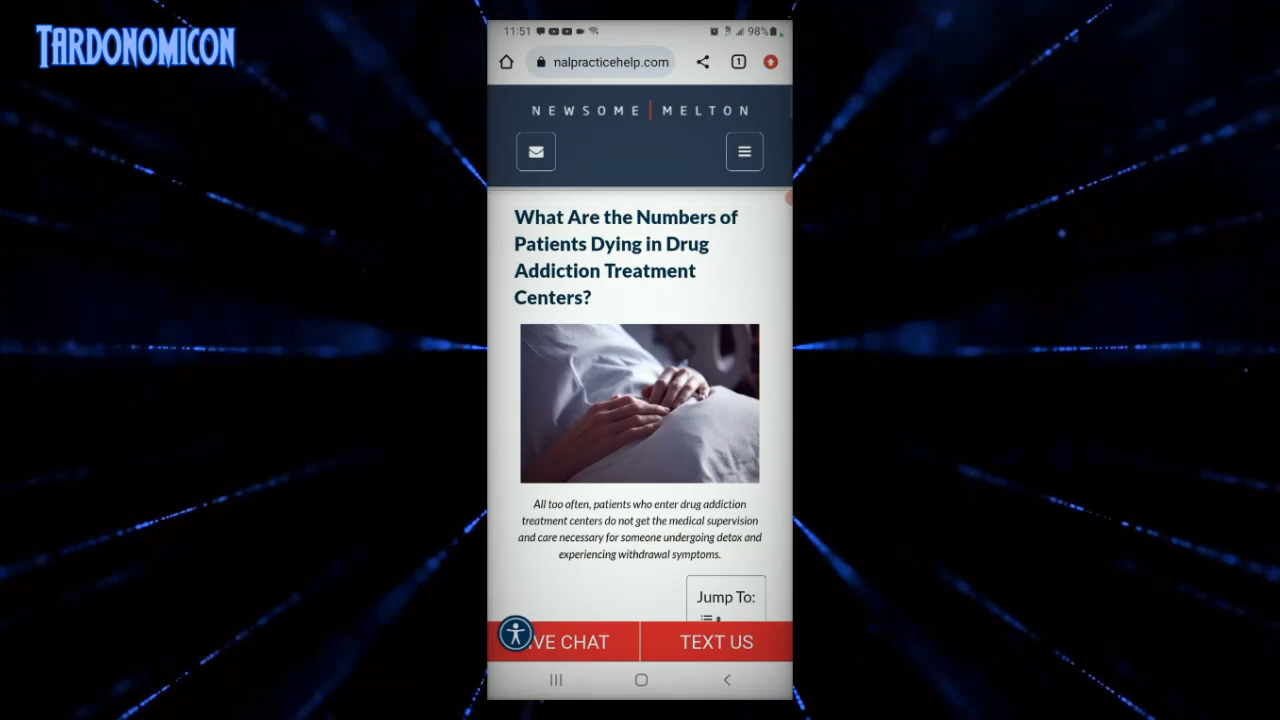 TARDONOMICON
11:51
98%
nalpracticehelp.com
1
NEWSOME | MELTON
What Are the Numbers of
Patients Dying in Drug
Addiction Treatment
Centers?
All too often, patients who enter drug addiction
treatment centers do not get the medical supervision
and care necessary for someone undergoing detox and
experiencing withdrawal symptoms.
Jump To:
VE CHAT
TEXT US